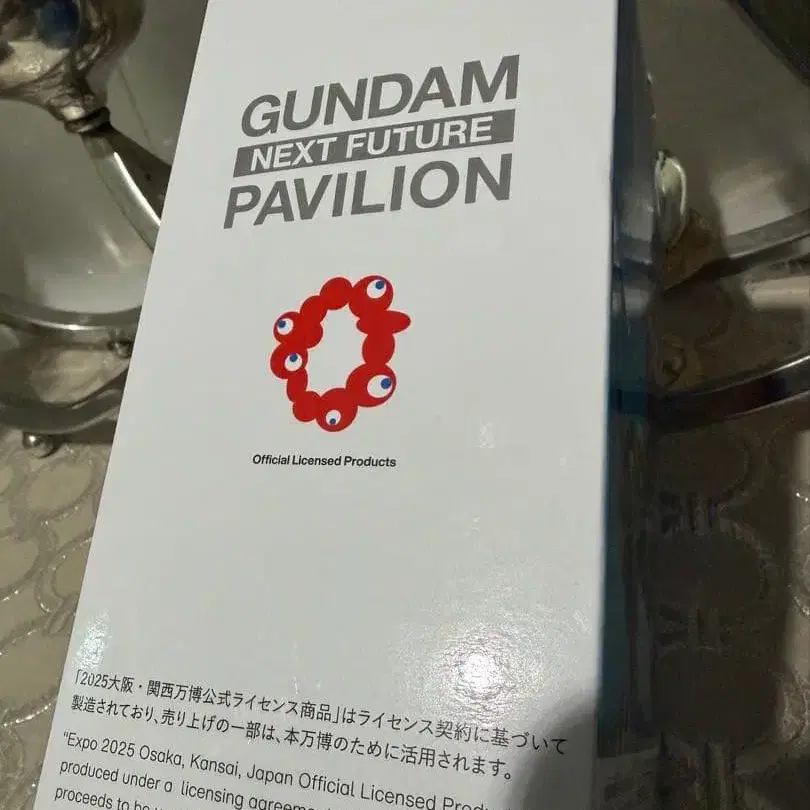 GUNDAM
NEXT FUTURE
PAVILION
Official Licensed Products
「2025大阪・関西万博公式ライセンス商品」はライセンス契約に基づいて
製造されており、売り上げの一部は、本万博のために活用されます。
"Expo 2025 Osaka, Kansai, Japan Official Licensed
produced under a licensing
proceeds to be